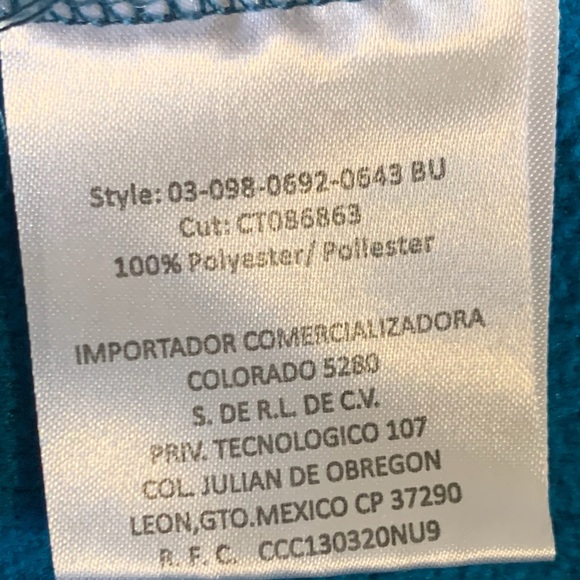 Style: 03-098-0692-0643 BU
Cut: CT086863
100% Polyester/ Poliester
IMPORTADOR COMERCIALIZADORA
COLORADO 5280
S. DE R.L. DE C.V.
PRIV. TECNOLOGICO 107
COL. JULIAN DE OBREGON
LEON,GTO.MEXICO CP 37290
R. F. C. CCC130320NU9